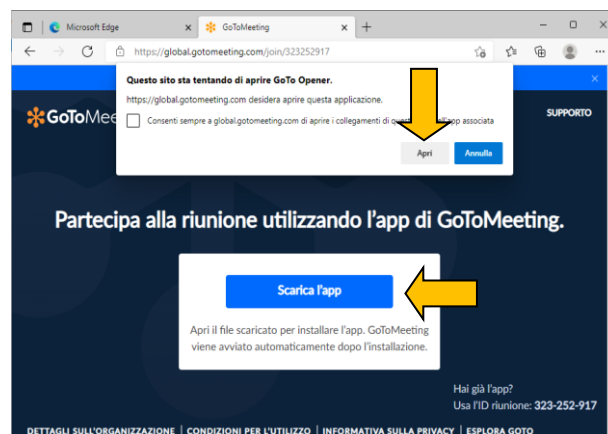 Microsoft Edge
GoToMeeting
https://global.gotomeeting.com/join/323252917
Questo sito sta tentando di aprire GoTo Opener.
https://global.gotomeeting.com desidera aprire questa applicazione.
Consenti sempre a global.gotomeeting.com di aprire i collegamenti di associata
Apri
Annulla
GoToMee
SUPPORTO
Partecipa alla riunione utilizzando l'app di GoToMeeting.
Scarica l'app
Apri il file scaricato per installare l'app. GoToMeeting
viene avviato automaticamente dopo l'installazione.
Hai già l'app?
Usa l'ID riunione: 323-252-917
DETTAGLI SULL'ORGANIZZAZIONE | CONDIZIONI PER L'UTILIZZO | INFORMATIVA SULLA PRIVACY | ESPLORA GOTO